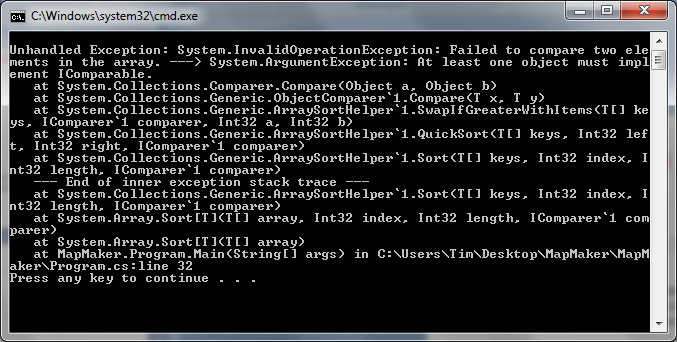 C:\Windows\system32\cmd.exe
Unhandled Exception: System.InvalidOperationException: Failed to compare two ele
ments in the array. ---> System.ArgumentException: At least one object must impl
ement IComparable.
   at System.Collections.Comparer.Compare(Object a, Object b)
   at System.Collections.Generic.ObjectComparer`1.Compare(T x, T y)
   at System.Collections.Generic.ArraySortHelper`1.SwapIfGreaterWithItems(T[] ke
ys, IComparer`1 comparer, Int32 a, Int32 b)
   at System.Collections.Generic.ArraySortHelper`1.QuickSort(T[] keys, Int32 lef
t, Int32 right, IComparer`1 comparer)
   at System.Collections.Generic.ArraySortHelper`1.Sort(T[] keys, Int32 index, I
nt32 length, IComparer`1 comparer)
   --- End of inner exception stack trace ---
   at System.Collections.Generic.ArraySortHelper`1.Sort(T[] keys, Int32 index, I
nt32 length, IComparer`1 comparer)
   at System.Array.Sort[T](T[] array, Int32 index, Int32 length, IComparer`1 com
parer)
   at System.Array.Sort[T](T[] array)
   at MapMaker.Program.Main(String[] args) in C:\Users\Tim\Desktop\MapMaker\MapM
aker\Program.cs:line 32
Press any key to continue . . .